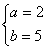 a = 2
b = 5